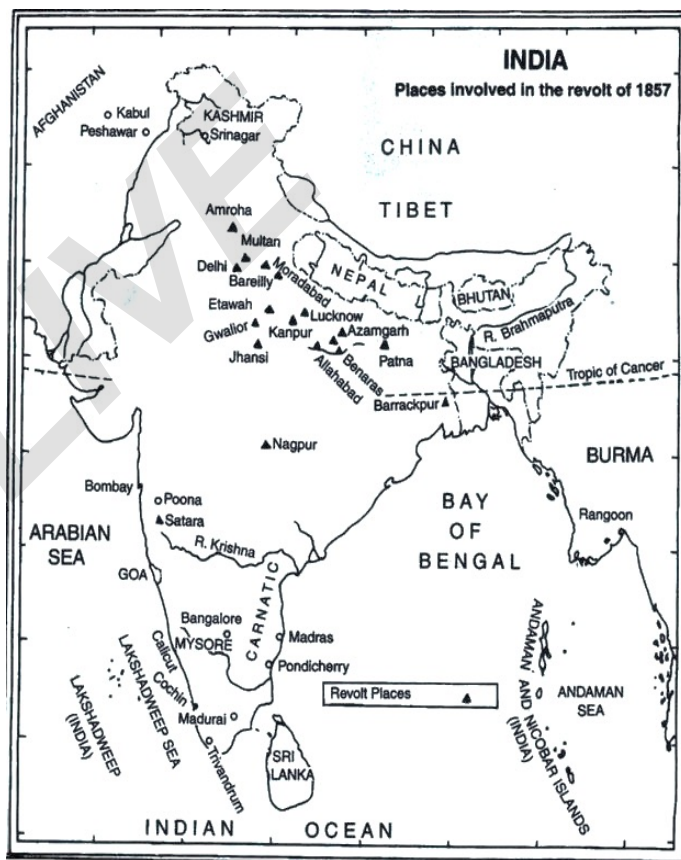 INDIA
Places involved in the revolt of 1857
AFGHANISTAN
Kabul
Peshawar
KASHMIR
Srinagar
CHINA
TIBET
Amroha
Multan
Delhi
Moradabad
Bareilly
NEPAL
BHUTAN
Etawah
Lucknow
R. Brahmaputra
Gwalior
Kanpur
Azamgarh
Jhansi
Allahabad
Benaras
Patna
BANGLADESH
Tropic of Cancer
Barrackpur
Nagpur
BURMA
Bombay
Poona
Satara
BAY
OF
BENGAL
Rangoon
ARABIAN
SEA
R. Krishna
GOA
CARNATIC
Bangalore
MYSORE
Madras
Pondicherry
Calicut
Cochin
LAKSHADWEEP SEA
LAKSHADWEEP
(INDIA)
Madurai
Trivandrum
Revolt Places
ANDAMAN AND NICOBAR ISLANDS
(INDIA)
ANDAMAN
SEA
SRI
LANKA
INDIAN OCEAN
LIVE